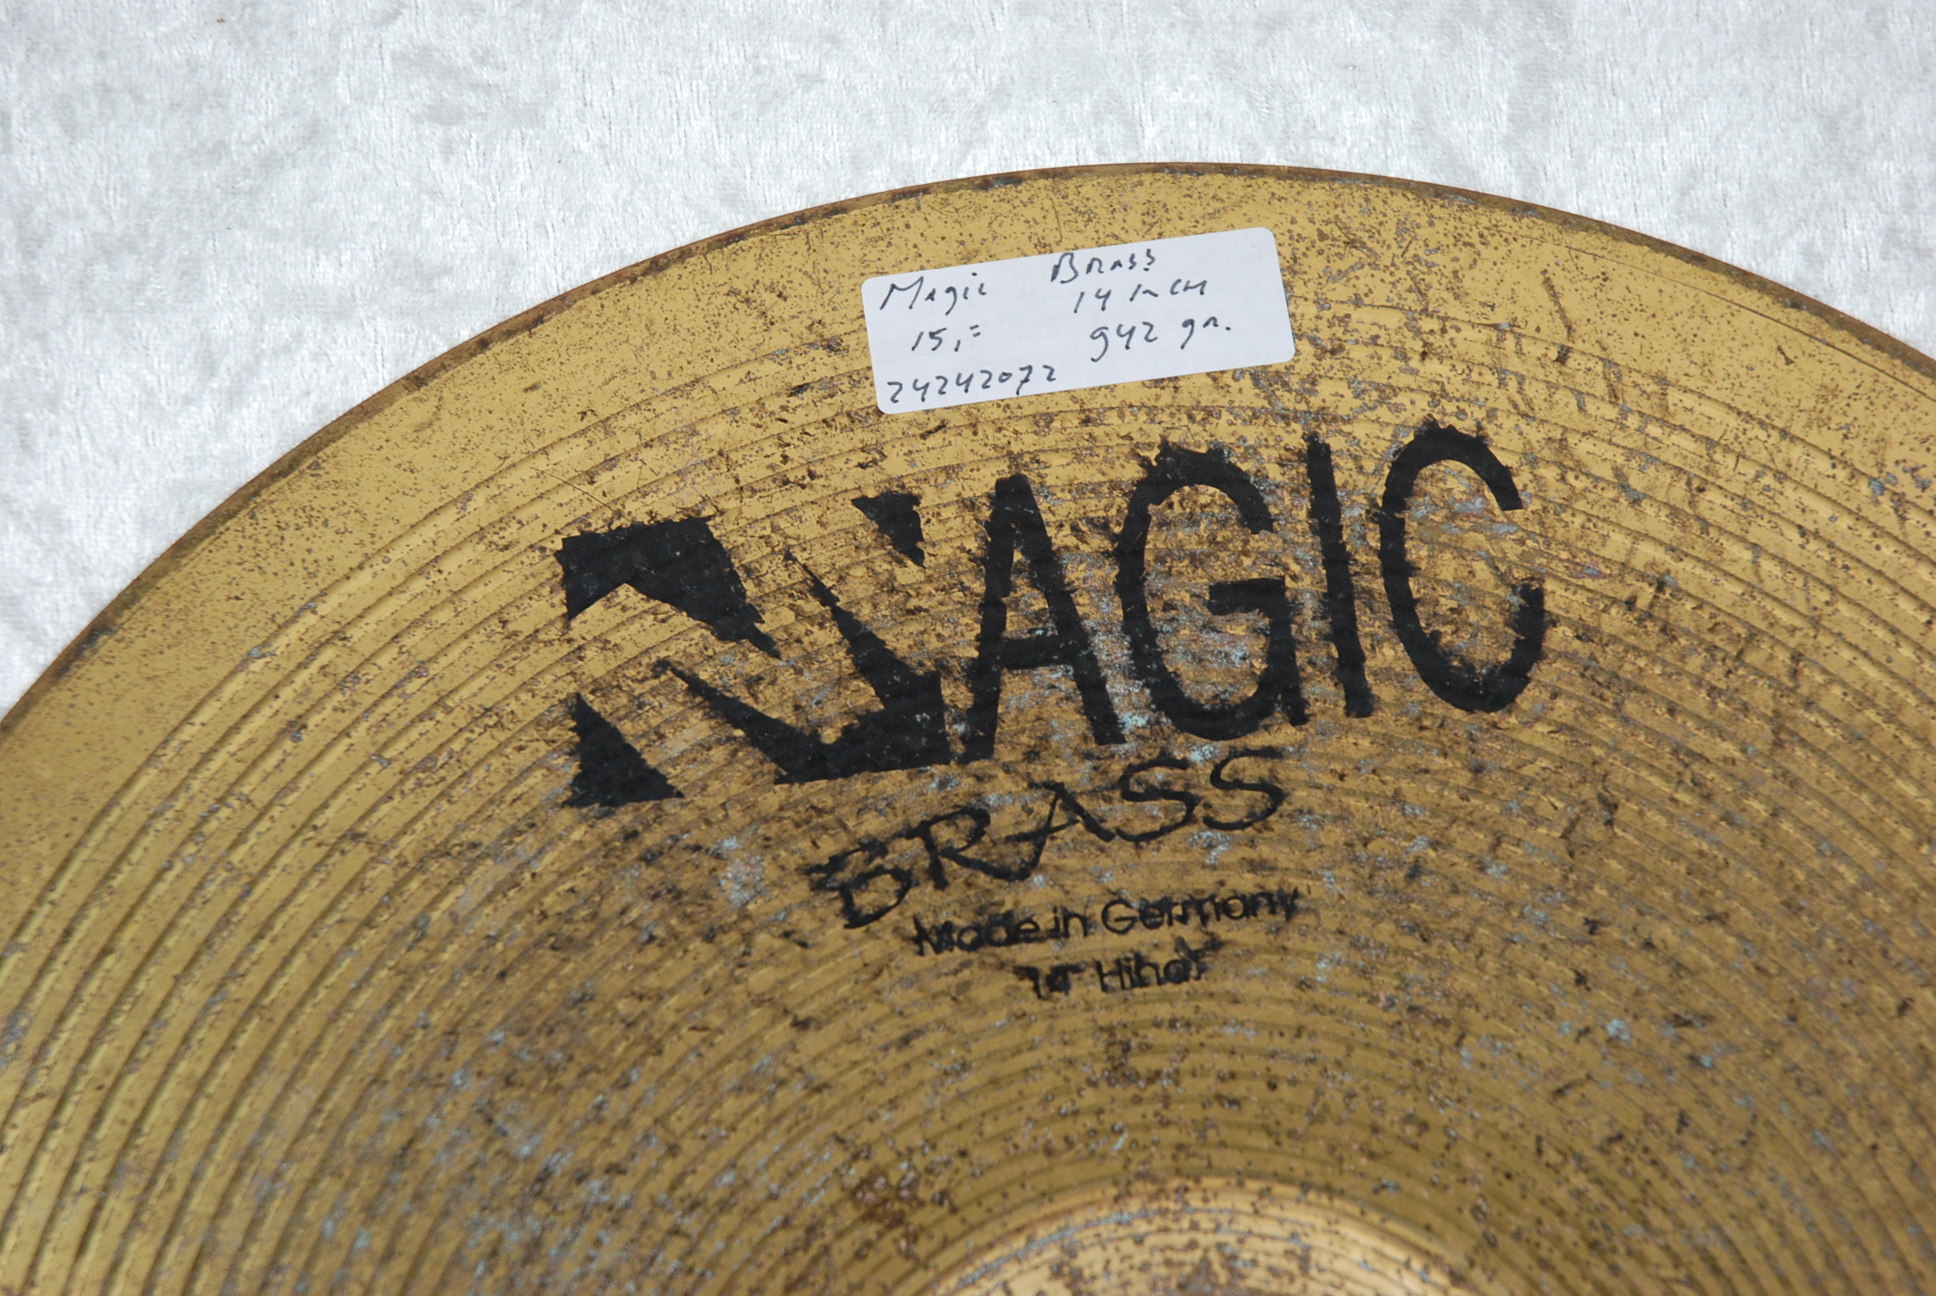 Magic Brass
14 inch
15,= 942 gr.
24242072
MAGIC
BRASS
Made in Germany
14" Hihat